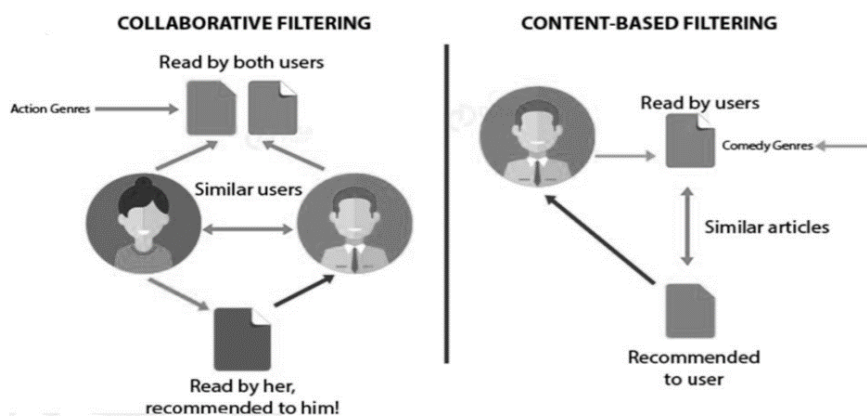 COLLABORATIVE FILTERING
Read by both users
Action Genres
Similar users
Read by her,
recommended to him!
CONTENT-BASED FILTERING
Read by users
Comedy Genres
Similar articles
Recommended
to user